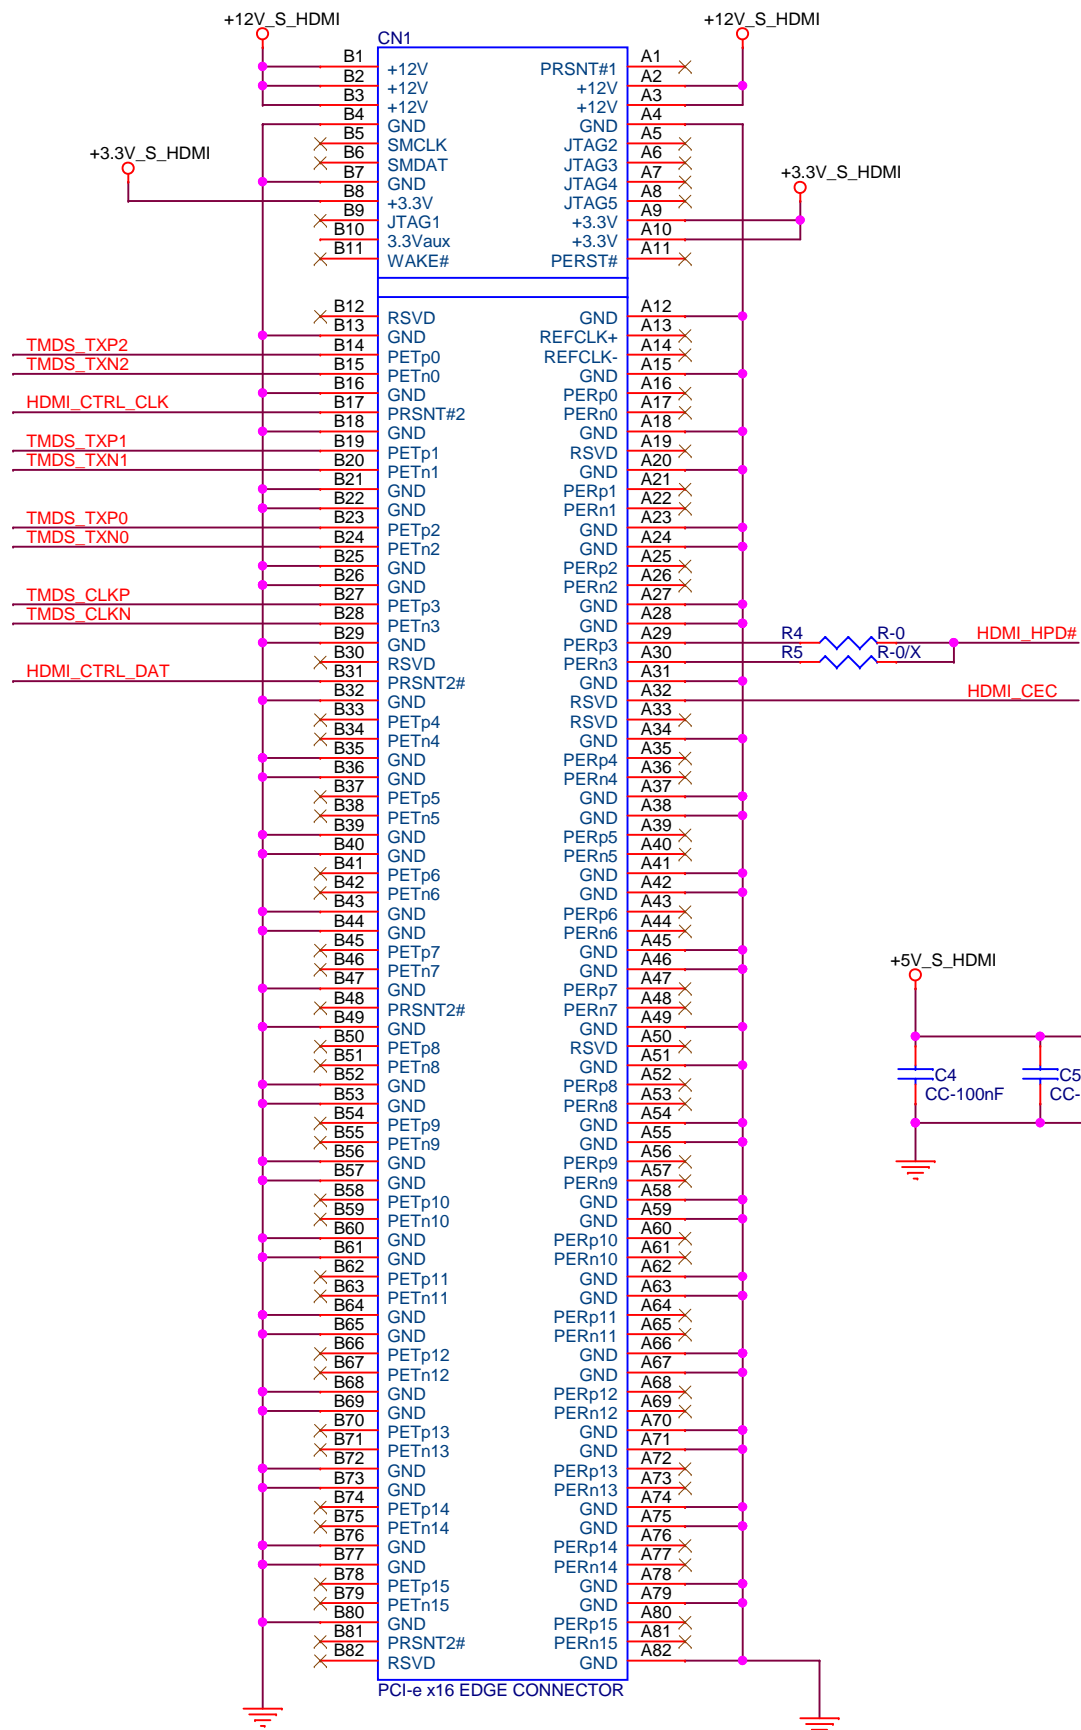 +12V_S_HDMI +12V_S_HDMI
CN1
B1 +12V PRSNT#1 A1
B2 +12V +12V A2
B3 +12V +12V A3
B4 GND GND A4
B5 SMCLK JTAG2 A5
B6 SMDAT JTAG3 A6
+3.3V_S_HDMI
B7 GND JTAG4 A7
+3.3V_S_HDMI
B8 +3.3V JTAG5 A8
B9 JTAG1 +3.3V A9
B10 3.3Vaux +3.3V A10
B11 WAKE# PERST# A11
B12 RSVD GND A12
B13 GND REFCLK+ A13
TMDS_TXP2 B14 PETp0 REFCLK- A14
TMDS_TXN2 B15 PETn0 GND A15
B16 GND PERp0 A16
HDMI_CTRL_CLK B17 PRSNT#2 PERn0 A17
B18 GND GND A18
TMDS_TXP1 B19 PETp1 RSVD A19
TMDS_TXN1 B20 PETn1 GND A20
B21 GND PERp1 A21
B22 GND PERn1 A22
TMDS_TXP0 B23 PETp2 GND A23
TMDS_TXN0 B24 PETn2 GND A24
B25 GND PERp2 A25
B26 GND PERn2 A26
TMDS_CLKP B27 PETp3 GND A27
TMDS_CLKN B28 PETn3 GND A28
B29 GND PERp3 A29 R4 R-0 HDMI_HPD#
B30 RSVD PERn3 A30 R5 R-0/X
HDMI_CTRL_DAT B31 PRSNT2# GND A31
B32 GND RSVD A32 HDMI_CEC
B33 PETp4 RSVD A33
B34 PETn4 GND A34
B35 GND PERp4 A35
B36 GND PERn4 A36
B37 PETp5 GND A37
B38 PETn5 GND A38
B39 GND PERp5 A39
B40 GND PERn5 A40
B41 PETp6 GND A41
B42 PETn6 GND A42
B43 GND PERp6 A43
B44 GND PERn6 A44
B45 PETp7 GND A45
B46 PETn7 GND A46
+5V_S_HDMI
B47 GND PERp7 A47
B48 PRSNT2# PERn7 A48
B49 GND GND A49
B50 PETp8 RSVD A50
B51 PETn8 GND A51
B52 GND PERp8 A52 C4 C5
B53 GND PERn8 A53 CC-100nF CC-
B54 PETp9 GND A54
B55 PETn9 GND A55
B56 GND PERp9 A56
B57 GND PERn9 A57
B58 PETp10 GND A58
B59 PETn10 GND A59
B60 GND PERp10 A60
B61 GND PERn10 A61
B62 PETp11 GND A62
B63 PETn11 GND A63
B64 GND PERp11 A64
B65 GND PERn11 A65
B66 PETp12 GND A66
B67 PETn12 GND A67
B68 GND PERp12 A68
B69 GND PERn12 A69
B70 PETp13 GND A70
B71 PETn13 GND A71
B72 GND PERp13 A72
B73 GND PERn13 A73
B74 PETp14 GND A74
B75 PETn14 GND A75
B76 GND PERp14 A76
B77 GND PERn14 A77
B78 PETp15 GND A78
B79 PETn15 GND A79
B80 GND PERp15 A80
B81 PRSNT2# PERn15 A81
B82 RSVD GND A82
PCI-e x16 EDGE CONNECTOR